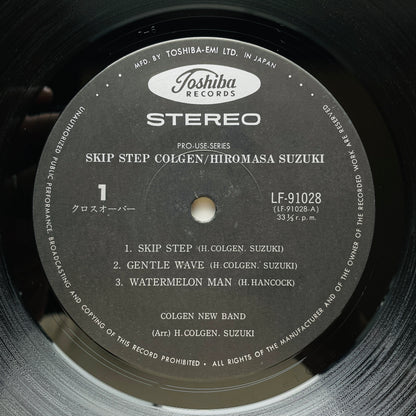 MFD. BY TOSHIBA-EMI LTD. IN JAPAN
Toshiba
RECORDS
STEREO
PRO-USE-SERIES
SKIP STEP COLGEN/HIROMASA SUZUKI
1
クロスオーバー
LF-91028
(LF-91028-A)
33 1/3 r.p.m.
1. SKIP STEP (H. COLGEN. SUZUKI)
2. GENTLE WAVE (H. COLGEN. SUZUKI)
3. WATERMELON MAN (H. HANCOCK)
COLGEN NEW BAND
(Arr.) H. COLGEN. SUZUKI
UNAUTHORIZED PUBLIC PERFORMANCE, BROADCASTING AND COPYING OF THIS RECORD PROHIBITED • ALL RIGHTS OF THE MANUFACTURER AND OF THE OWNER OF THE RECORDED WORK ARE RESERVED